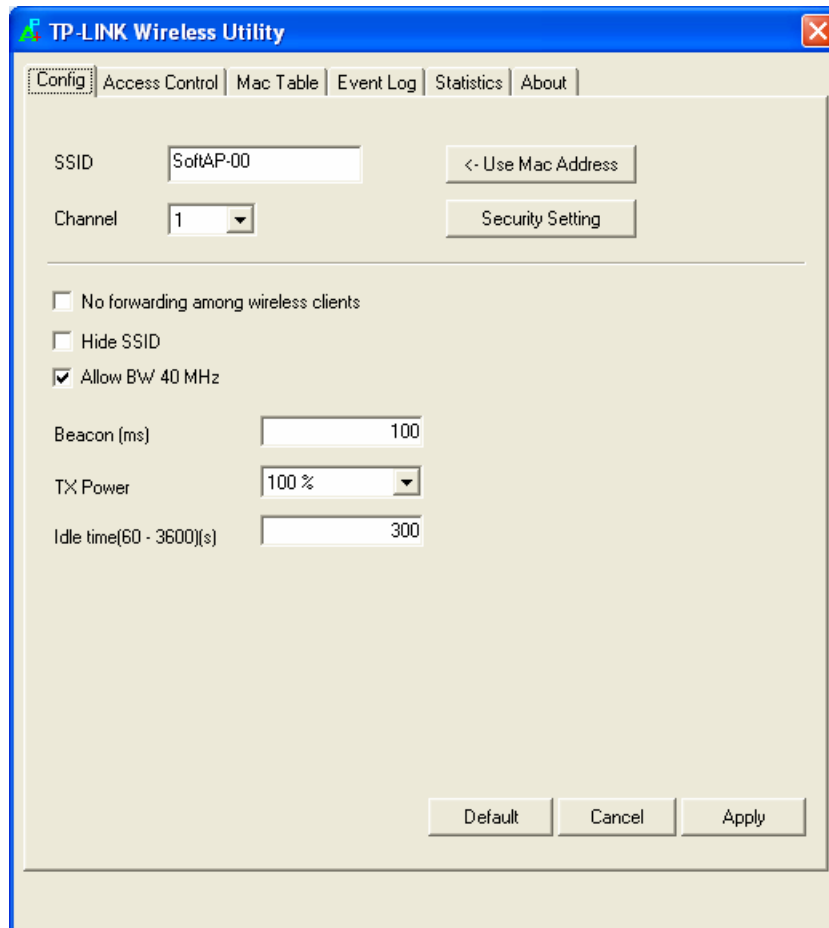 TP-LINK Wireless Utility
Config Access Control Mac Table Event Log Statistics About
SSID SoftAP-00 <- Use Mac Address
Channel 1 Security Setting
No forwarding among wireless clients
Hide SSID
Allow BW 40 MHz
Beacon (ms) 100
TX Power 100 %
Idle time(60 - 3600)(s) 300
Default Cancel Apply